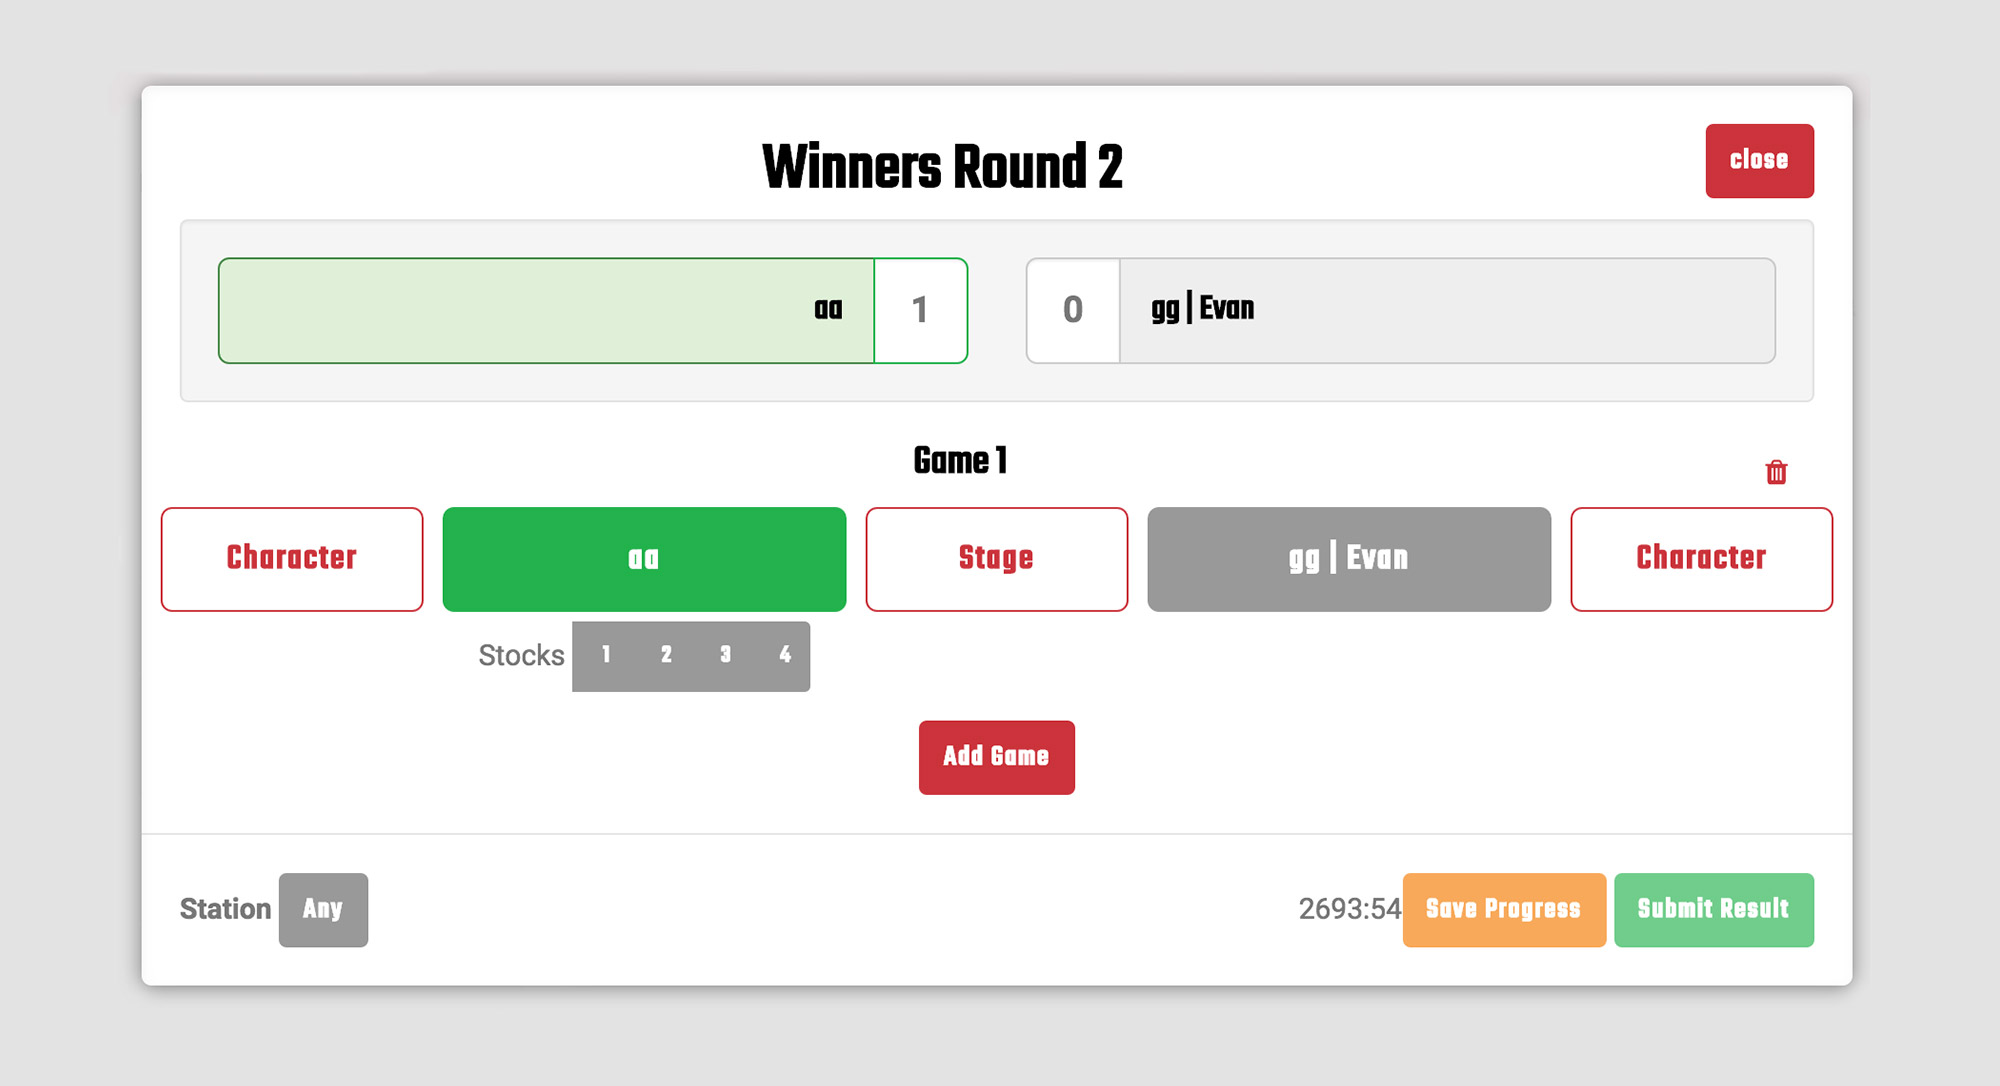 Winners Round 2
close
aa 1 0 gg | Evan
Game 1
Character aa Stage gg | Evan Character
Stocks 1 2 3 4
Add Game
Station Any 2693:54 Save Progress Submit Result